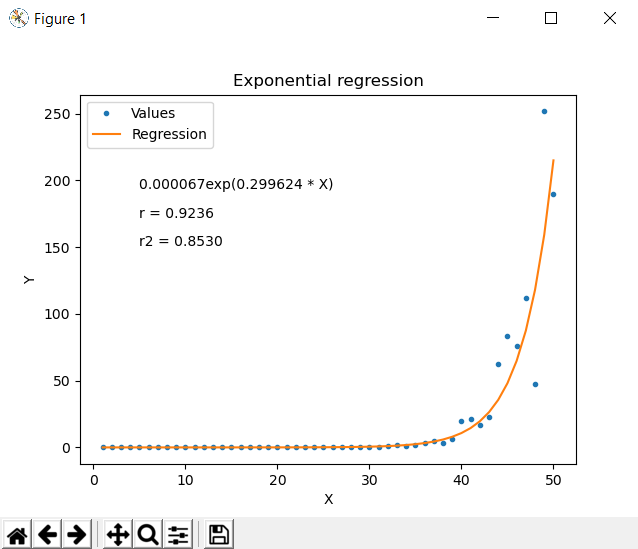 Figure 1
Exponential regression
Values
Regression
0.000067exp(0.299624 * X)
r = 0.9236
r2 = 0.8530
250
200
150
100
50
0
Y
0 10 20 30 40 50
X